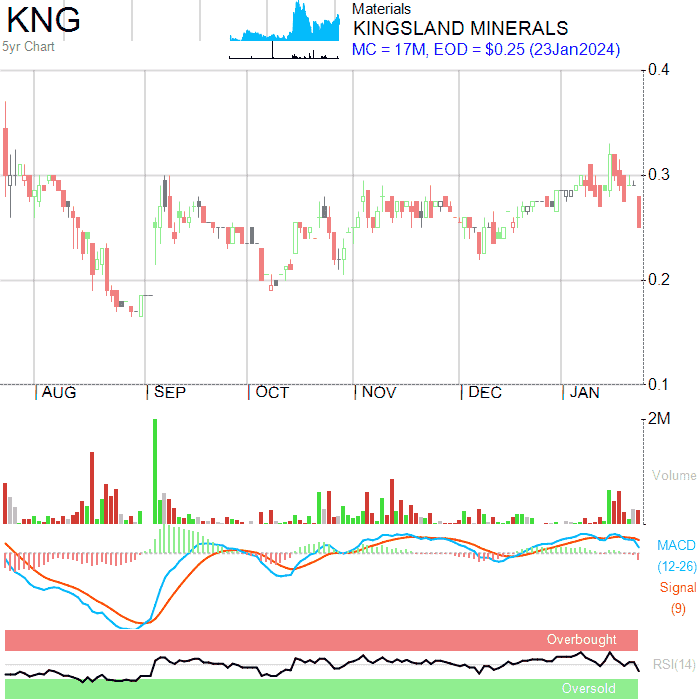 KNG
5yr Chart
Materials
KINGSLAND MINERALS
MC = 17M, EOD = $0.25 (23Jan2024)
0.4
0.3
0.2
0.1
AUG SEP OCT NOV DEC JAN
2M
Volume
MACD
(12-26)
Signal
(9)
Overbought
RSI(14)
Oversold